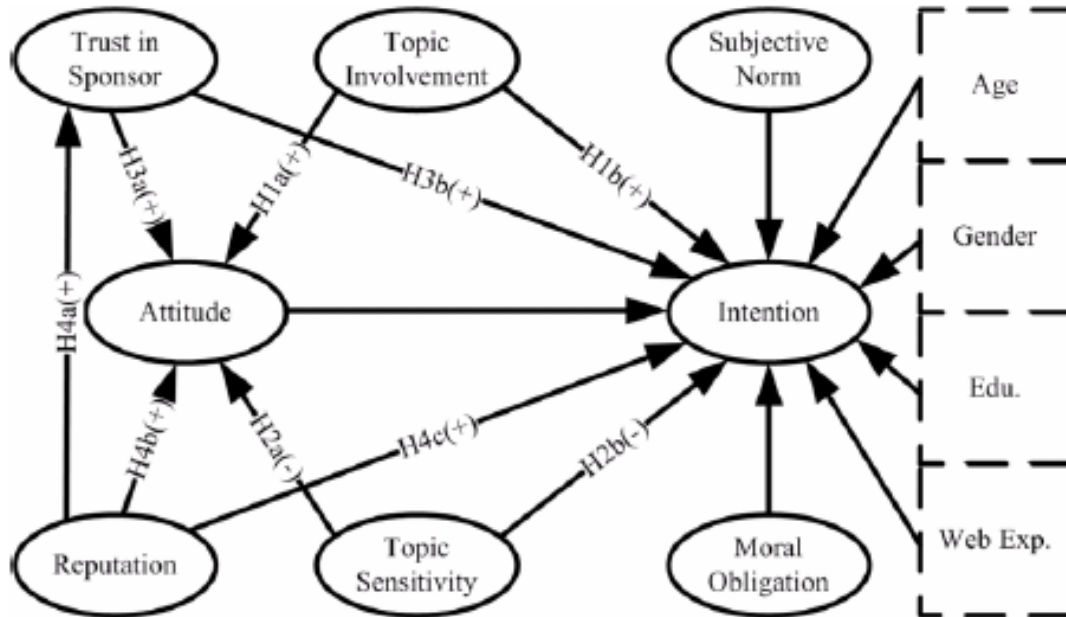 Trust in
Sponsor
Topic
Involvement
Subjective
Norm
Age
H3a(+)
H1a(+)
H3b(+)
H1b(+)
Gender
H4a(+)
Attitude
Intention
Edu.
H4b(+)
H2a(-)
H4c(+)
H2b(-)
Reputation
Topic
Sensitivity
Moral
Obligation
Web Exp.